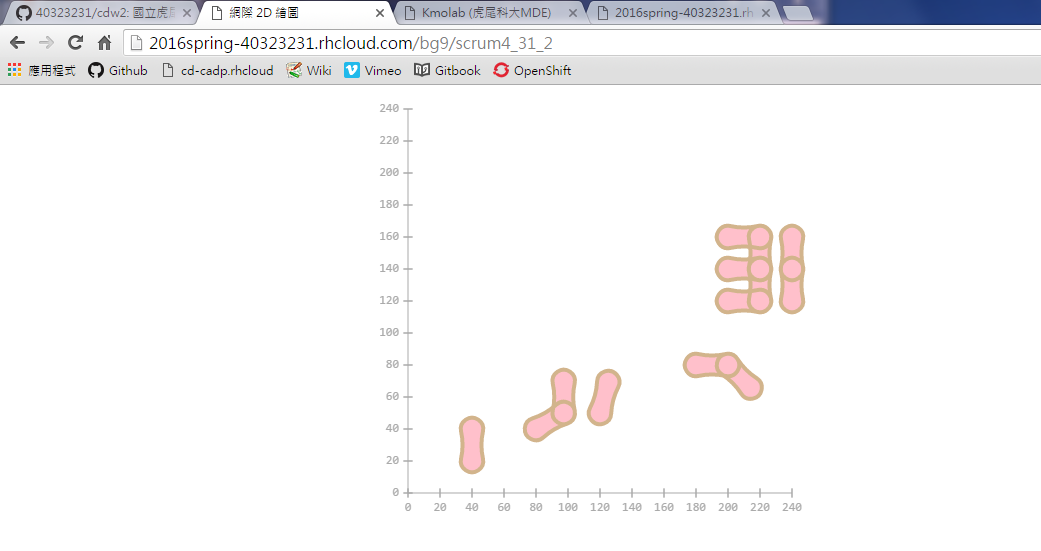 40323231/cdw2: 國立虎
網際 2D 繪圖
Kmolab (虎尾科大MDE)
2016spring-40323231.rh
2016spring-40323231.rhcloud.com/bg9/scrum4_31_2
應用程式 Github cd-cadp.rhcloud Wiki Vimeo Gitbook OpenShift
240
220
200
180
160
140
120
100
80
60
40
20
0
0 20 40 60 80 100 120 140 160 180 200 220 240